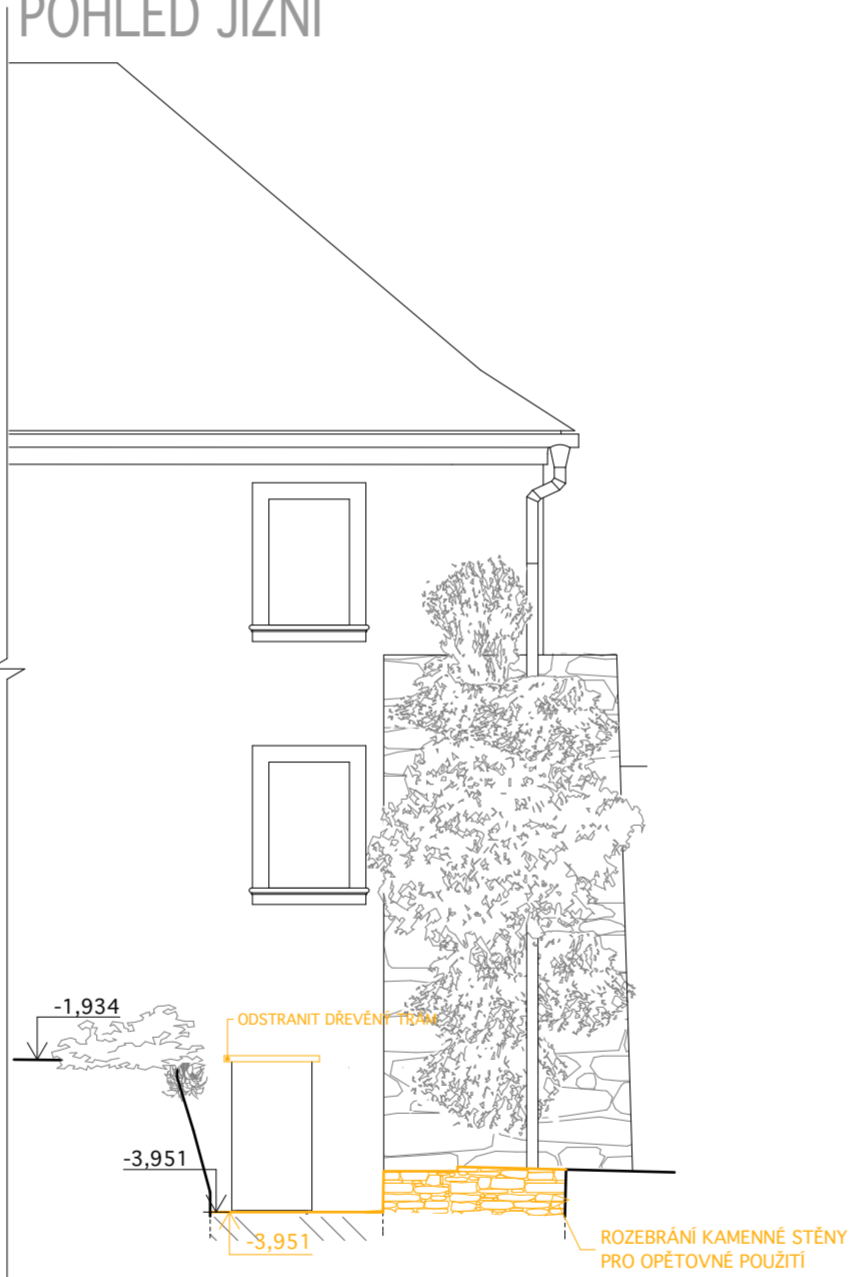 POHLED JIŽNÍ
-1,934
ODSTRANIT DŘEVĚNÝ TRÁM
-3,951
-3,951
ROZEBRÁNÍ KAMENNÉ STĚNY
PRO OPĚTOVNÉ POUŽITÍ